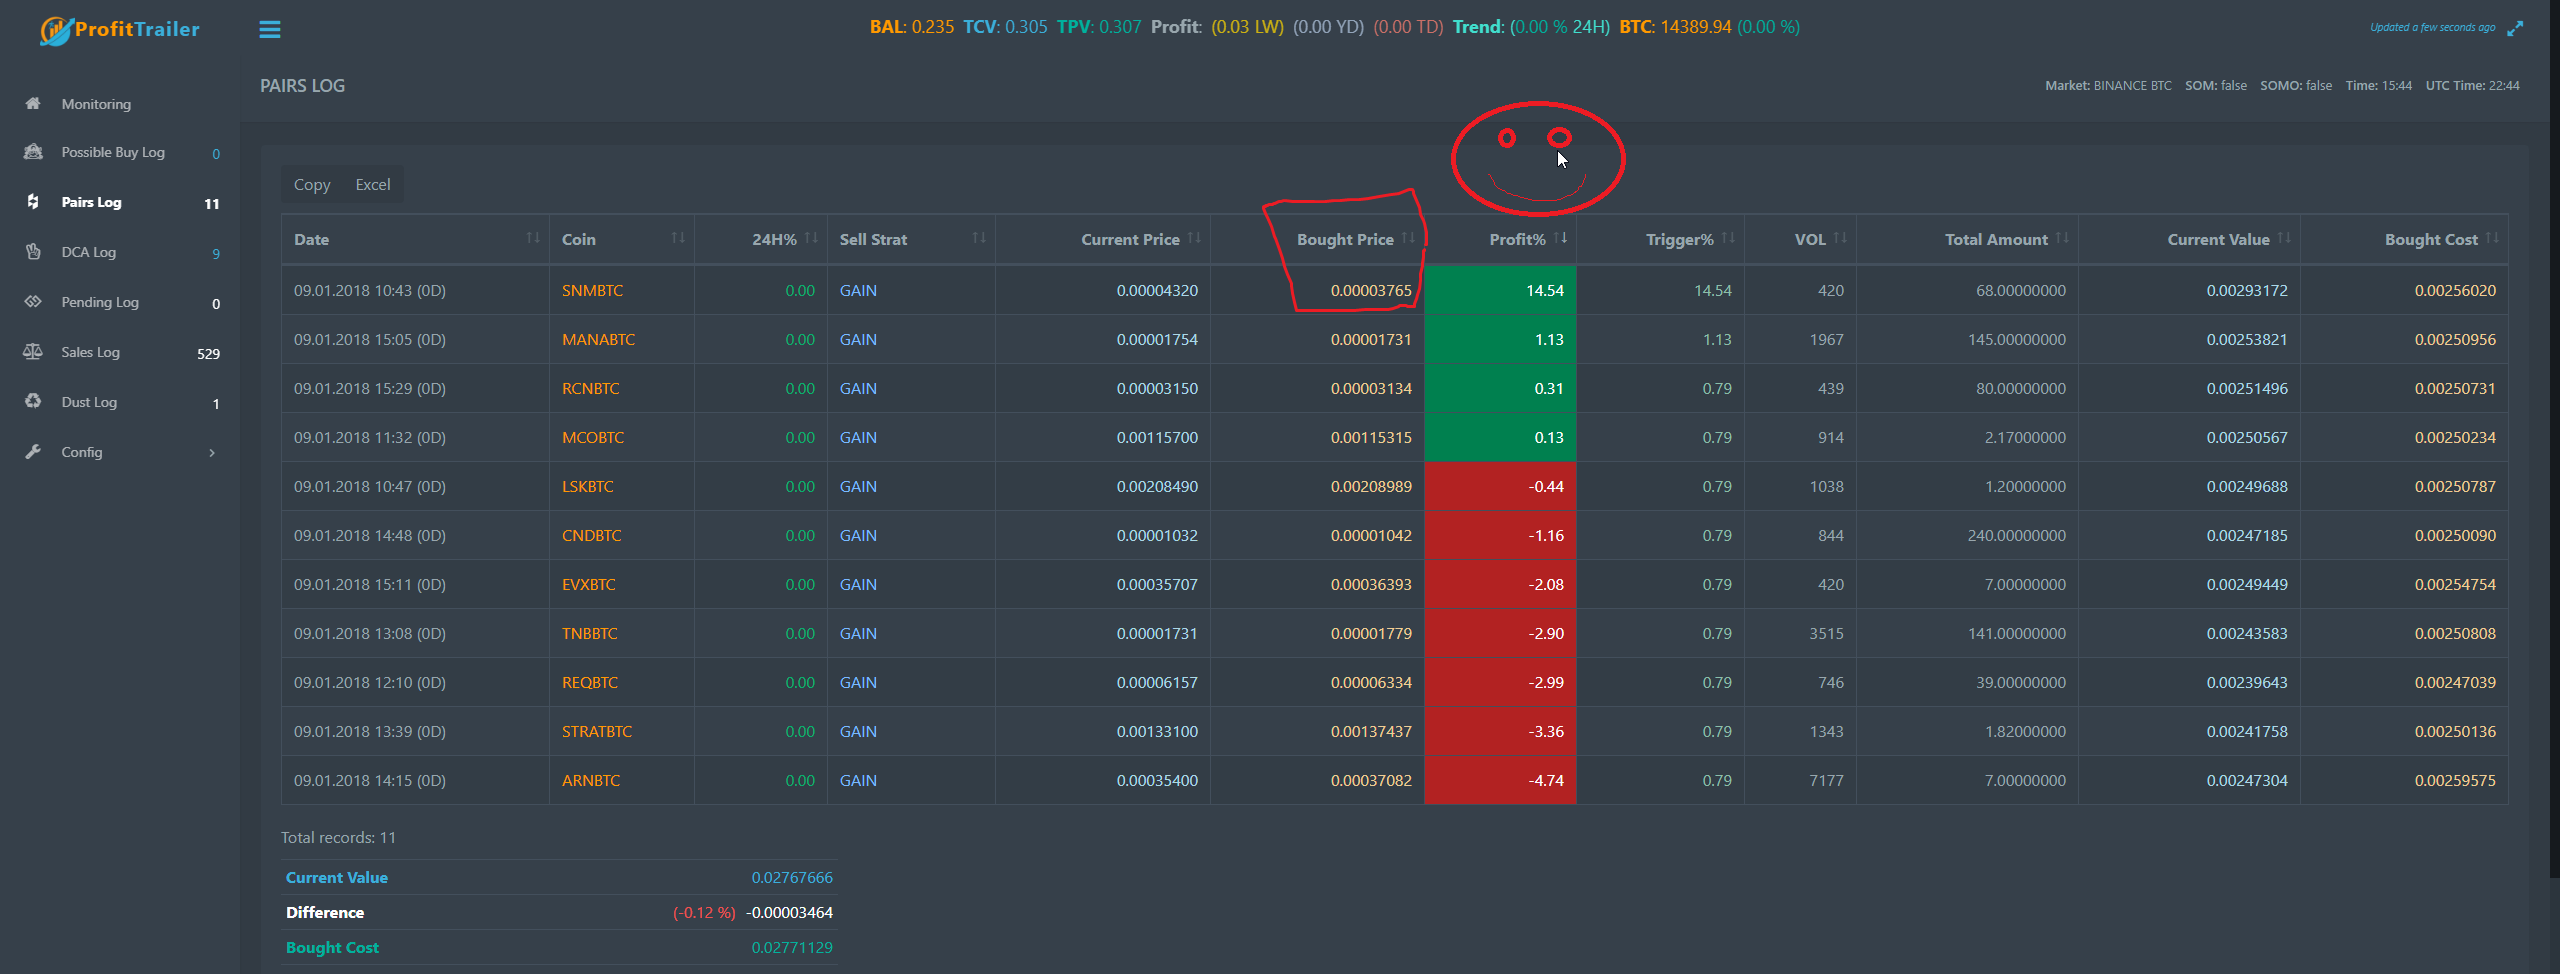 ProfitTrailer
BAL: 0.235 TCV: 0.305 TPV: 0.307 Profit: (0.03 LW) (0.00 YD) (0.00 TD) Trend: (0.00 % 24H) BTC: 14389.94 (0.00 %)
Updated a few seconds ago
PAIRS LOG
Market: BINANCE BTC SOM: false SOMO: false Time: 15:44 UTC Time: 22:44
Monitoring
Possible Buy Log 0
Pairs Log 11
DCA Log 9
Pending Log 0
Sales Log 529
Dust Log 1
Config
Copy Excel
Date Coin 24H% Sell Strat Current Price Bought Price Profit% Trigger% VOL Total Amount Current Value Bought Cost
09.01.2018 10:43 (0D) SNMBTC 0.00 GAIN 0.00004320 0.00003765 14.54 14.54 420 68.00000000 0.00293172 0.00256020
09.01.2018 15:05 (0D) MANABTC 0.00 GAIN 0.00001754 0.00001731 1.13 1.13 1967 145.00000000 0.00253821 0.00250956
09.01.2018 15:29 (0D) RCNBTC 0.00 GAIN 0.00003150 0.00003134 0.31 0.79 439 80.00000000 0.00251496 0.00250731
09.01.2018 11:32 (0D) MCOBTC 0.00 GAIN 0.00115700 0.00115315 0.13 0.79 914 2.17000000 0.00250567 0.00250234
09.01.2018 10:47 (0D) LSKBTC 0.00 GAIN 0.00208490 0.00208989 -0.44 0.79 1038 1.20000000 0.00249688 0.00250787
09.01.2018 14:48 (0D) CNDBTC 0.00 GAIN 0.00001032 0.00001042 -1.16 0.79 844 240.00000000 0.00247185 0.00250090
09.01.2018 15:11 (0D) EVXBTC 0.00 GAIN 0.00035707 0.00036393 -2.08 0.79 420 7.00000000 0.00249449 0.00254754
09.01.2018 13:08 (0D) TNBBTC 0.00 GAIN 0.00001731 0.00001779 -2.90 0.79 3515 141.00000000 0.00243583 0.00250808
09.01.2018 12:10 (0D) REQBTC 0.00 GAIN 0.00006157 0.00006334 -2.99 0.79 746 39.00000000 0.00239643 0.00247039
09.01.2018 13:39 (0D) STRATBTC 0.00 GAIN 0.00133100 0.00137437 -3.36 0.79 1343 1.82000000 0.00241758 0.00250136
09.01.2018 14:15 (0D) ARNBTC 0.00 GAIN 0.00035400 0.00037082 -4.74 0.79 7177 7.00000000 0.00247304 0.00259575
Total records: 11
Current Value 0.02767666
Difference (-0.12 %) -0.00003464
Bought Cost 0.02771129